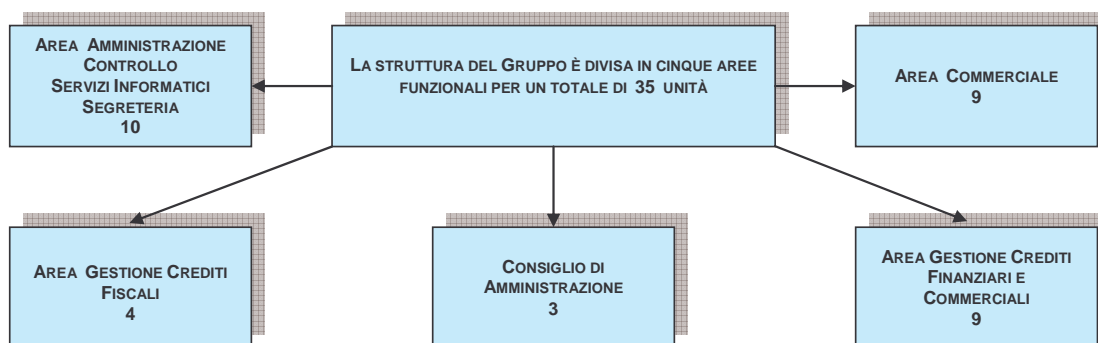 AREA AMMINISTRAZIONE
CONTROLLO
SERVIZI INFORMATICI
SEGRETERIA
10
LA STRUTTURA DEL GRUPPO È DIVISA IN CINQUE AREE
FUNZIONALI PER UN TOTALE DI 35 UNITÀ
AREA COMMERCIALE
9
AREA GESTIONE CREDITI
FISCALI
4
CONSIGLIO DI
AMMINISTRAZIONE
3
AREA GESTIONE CREDITI
FINANZIARI E
COMMERCIALI
9